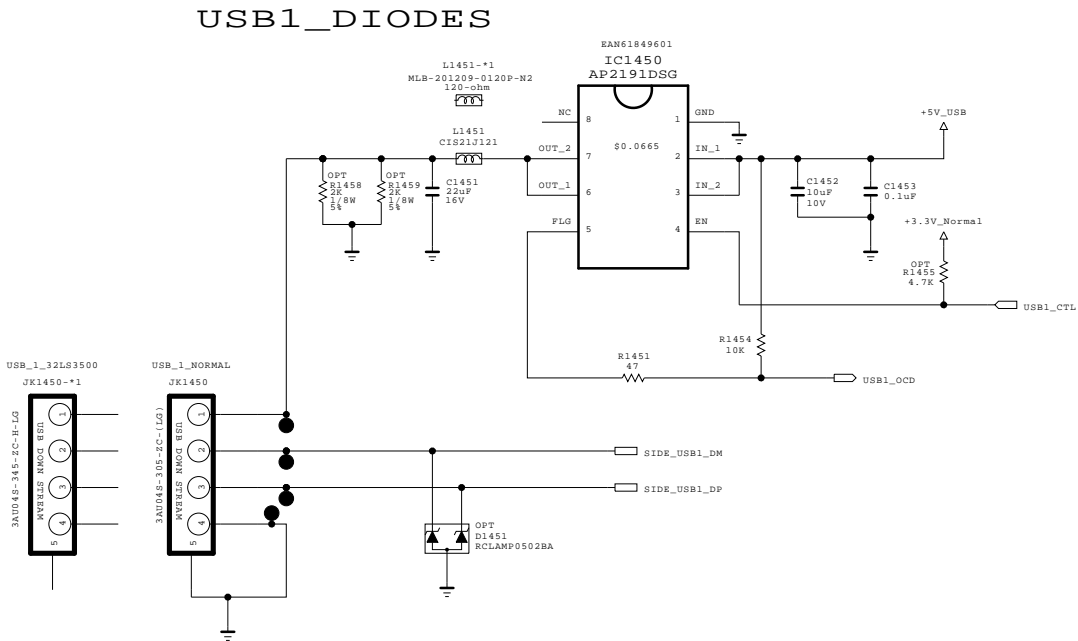 USB1_DIODES
EAN61849601
IC1450
AP2191DSG
L1451-*1
MLB-201209-0120P-N2
120-ohm
L1451
CIS21J121
NC
8
1
GND
$0.0665
OUT_2
7
2
IN_1
OUT_1
6
3
IN_2
FLG
5
4
EN
+5V_USB
OPT
R1458
2K
1/8W
5%
OPT
R1459
2K
1/8W
5%
C1451
22uF
16V
C1452
10uF
10V
C1453
0.1uF
+3.3V_Normal
OPT
R1455
4.7K
USB1_CTL
R1454
10K
R1451
47
USB1_OCD
USB_1_32LS3500
JK1450-*1
3AU04S-345-ZC-H-LG
USB DOWN STREAM
1
2
3
4
5
USB_1_NORMAL
JK1450
3AU04S-305-ZC-(LG)
USB DOWN STREAM
1
2
3
4
5
SIDE_USB1_DM
SIDE_USB1_DP
OPT
D1451
RCLAMP0502BA